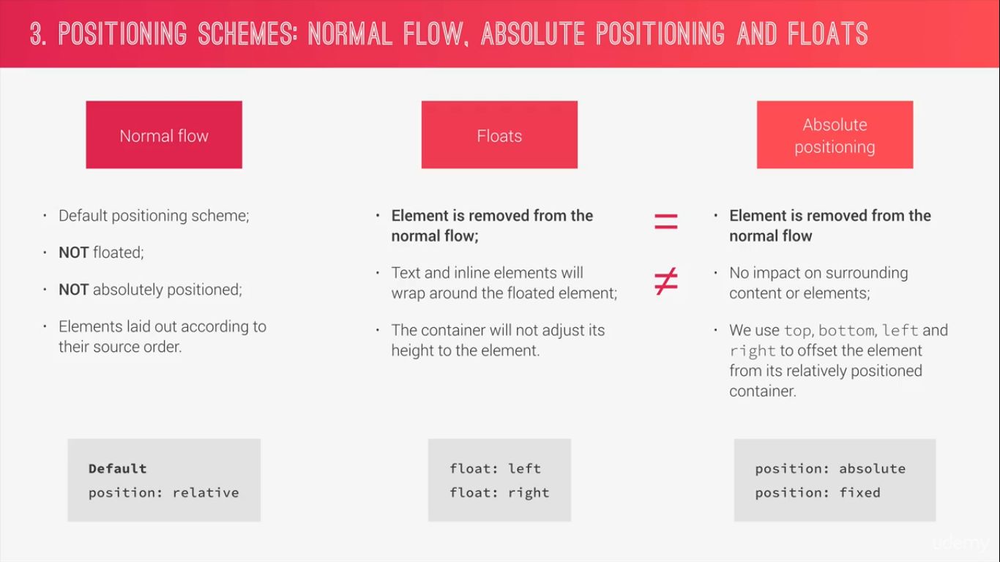 3. POSITIONING SCHEMES: NORMAL FLOW, ABSOLUTE POSITIONING AND FLOATS
Normal flow
• Default positioning scheme;
• NOT floated;
• NOT absolutely positioned;
• Elements laid out according to
their source order.
Default
position: relative
Floats
• Element is removed from the
normal flow;
• Text and inline elements will
wrap around the floated element;
• The container will not adjust its
height to the element.
float: left
float: right
=
≠
Absolute
positioning
• Element is removed from the
normal flow
• No impact on surrounding
content or elements;
• We use top, bottom, left and
right to offset the element
from its relatively positioned
container.
position: absolute
position: fixed
udemy